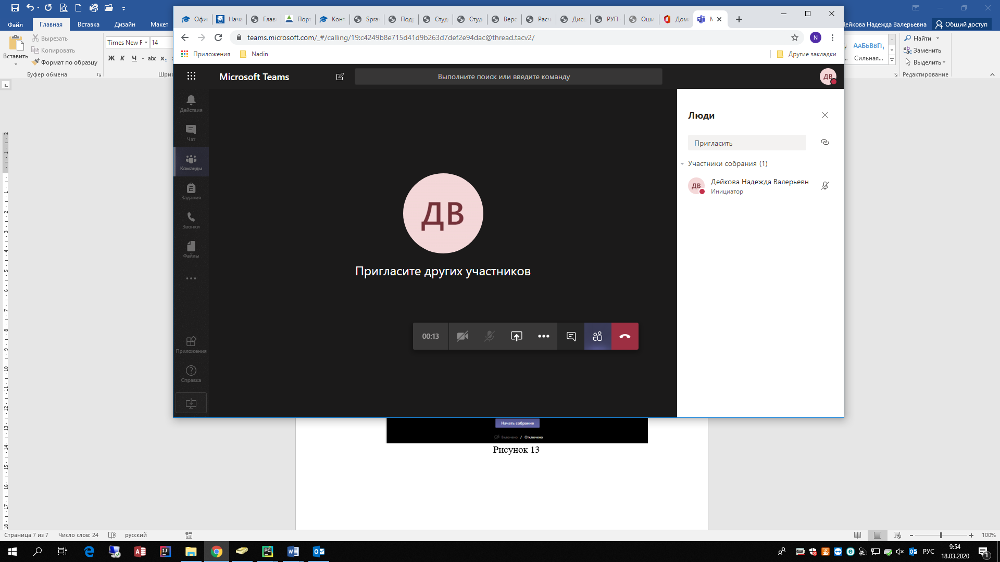 Файл
Главная
Вставка
Дизайн
Макет
Дейкова Надежда Валерьевна
Общий доступ
Вставить
Вырезать
Копировать
Формат по образцу
Буфер обмена
Times New R
14
Ж К Ч abc x₂
АаБбВвГг,
Сильная...
Найти
Заменить
Выделить
Редактирование
Офи
Нача
Глав
Порт
Конт
Spra
Подр
Студ
Студ
Верс
Расч
Дисц
РУП
Оши
Дома
teams.microsoft.com/_#/calling/19:c4249b8e715d41d9b263d7def2e94dac@thread.tacv2/
N
Приложения
Nadin
Другие закладки
Microsoft Teams
Выполните поиск или введите команду
ДВ
Действия
Чат
Команды
Задания
Звонки
Файлы
Приложения
Справка
ДВ
Пригласите других участников
00:13
Люди
Пригласить
Участники собрания (1)
ДВ
Дейкова Надежда Валерьевн
Инициатор
Начать собрание
Включено / Отключено
Рисунок 13
Страница 7 из 7
Число слов: 24
русский
100%
РУС
9:54
18.03.2020
1